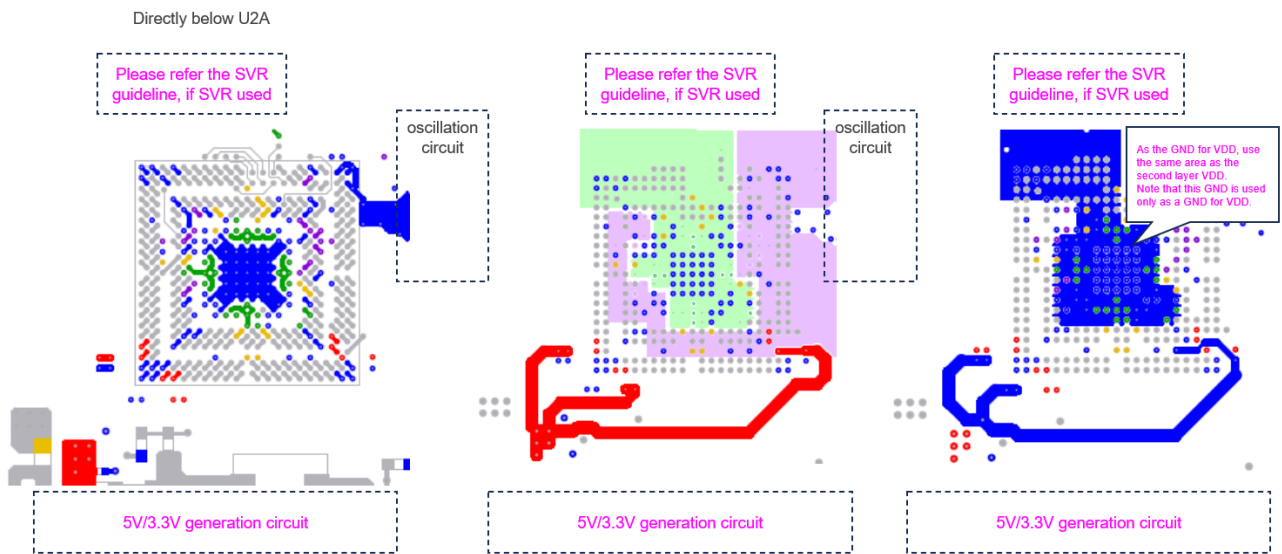 Directly below U2A
Please refer the SVR
guideline, if SVR used
Please refer the SVR
guideline, if SVR used
Please refer the SVR
guideline, if SVR used
oscillation
circuit
oscillation
circuit
As the GND for VDD, use
the same area as the
second layer VDD.
Note that this GND is used
only as a GND for VDD.
5V/3.3V generation circuit
5V/3.3V generation circuit
5V/3.3V generation circuit